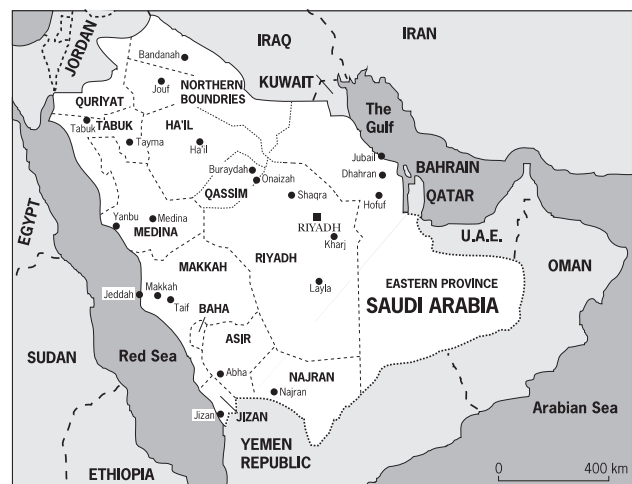 JORDAN
IRAQ
IRAN
Bandanah
KUWAIT
Jouf
NORTHERN
BOUNDRIES
QURIYAT
The
Gulf
Tabuk
TABUK
HA'IL
Tayma
Ha'il
Jubail
BAHRAIN
Buraydah
Dhahran
Onaizah
QATAR
QASSIM
Shaqra
Hofuf
EGYPT
Yanbu
Medina
RIYADH
MEDINA
Kharj
U.A.E.
OMAN
MAKKAH
RIYADH
Layla
EASTERN PROVINCE
SAUDI ARABIA
Jeddah
Makkah
Taif
BAHA
ASIR
SUDAN
Red Sea
Abha
NAJRAN
Najran
Arabian Sea
Jizan
JIZAN
YEMEN
REPUBLIC
ETHIOPIA
0 400 km